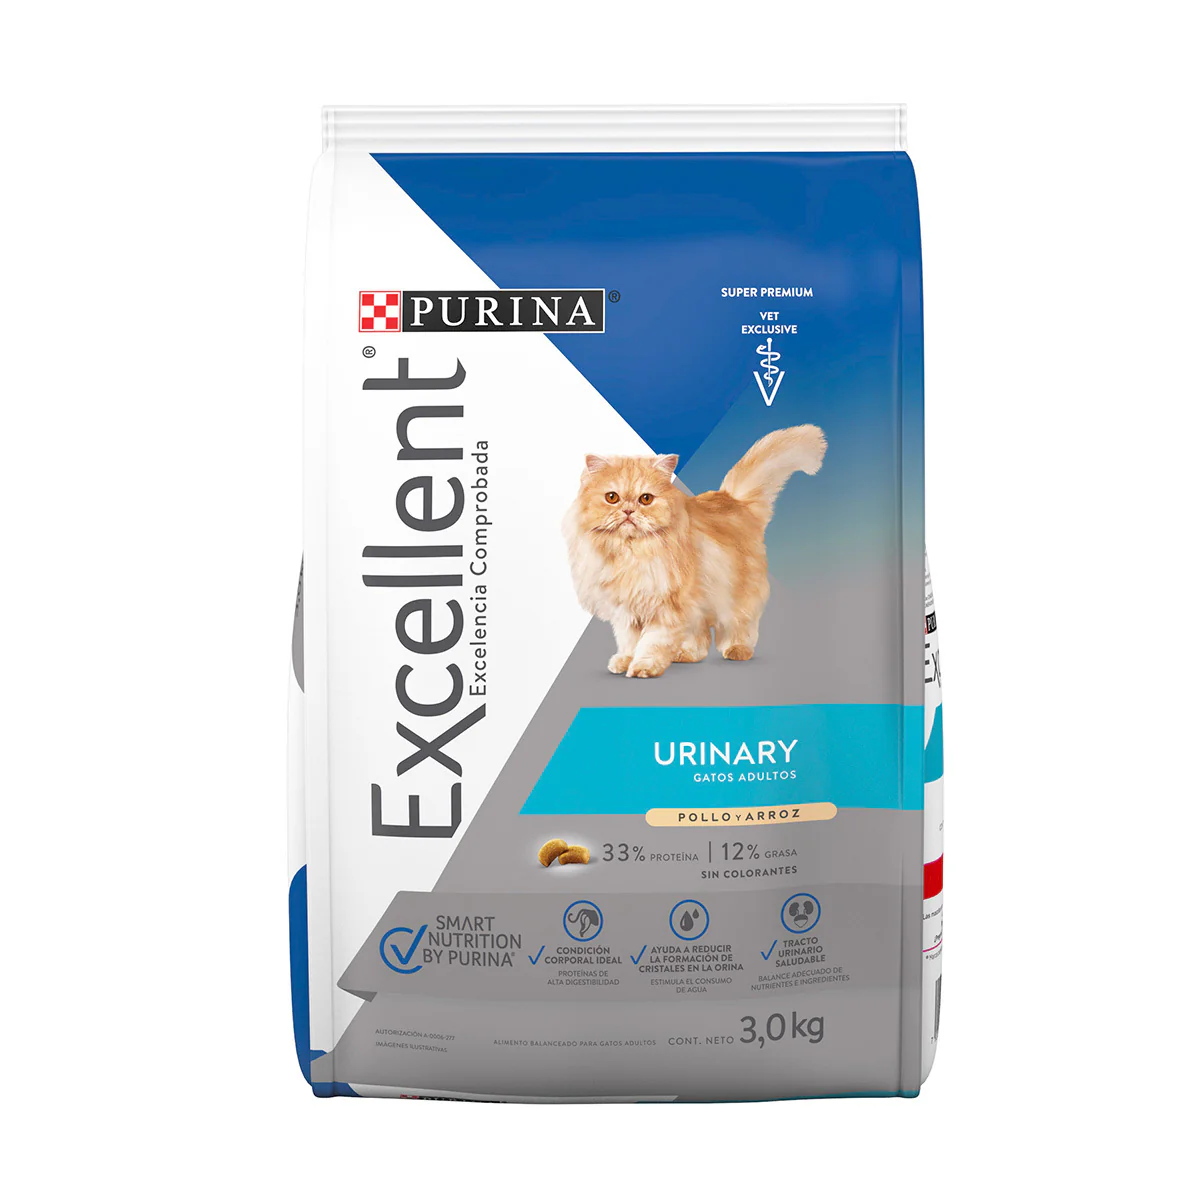 PURINA®
Excellent®
Excelencia Comprobada
SUPER PREMIUM
VET
EXCLUSIVE
V
URINARY
GATOS ADULTOS
POLLO Y ARROZ
33% PROTEÍNA | 12% GRASA
SIN COLORANTES
SMART
NUTRITION
BY PURINA®
CONDICIÓN
CORPORAL IDEAL
PROTEÍNAS DE
ALTA DIGESTIBILIDAD
AYUDA A REDUCIR
LA FORMACIÓN DE
CRISTALES EN LA ORINA
ESTIMULA EL CONSUMO
DE AGUA
TRACTO
URINARIO
SALUDABLE
BALANCE ADECUADO DE
NUTRIENTES E INGREDIENTES
AUTORIZACIÓN A-0006-277
IMÁGENES ILUSTRATIVAS.
ALIMENTO BALANCEADO PARA GATOS ADULTOS
CONT. NETO 3,0kg